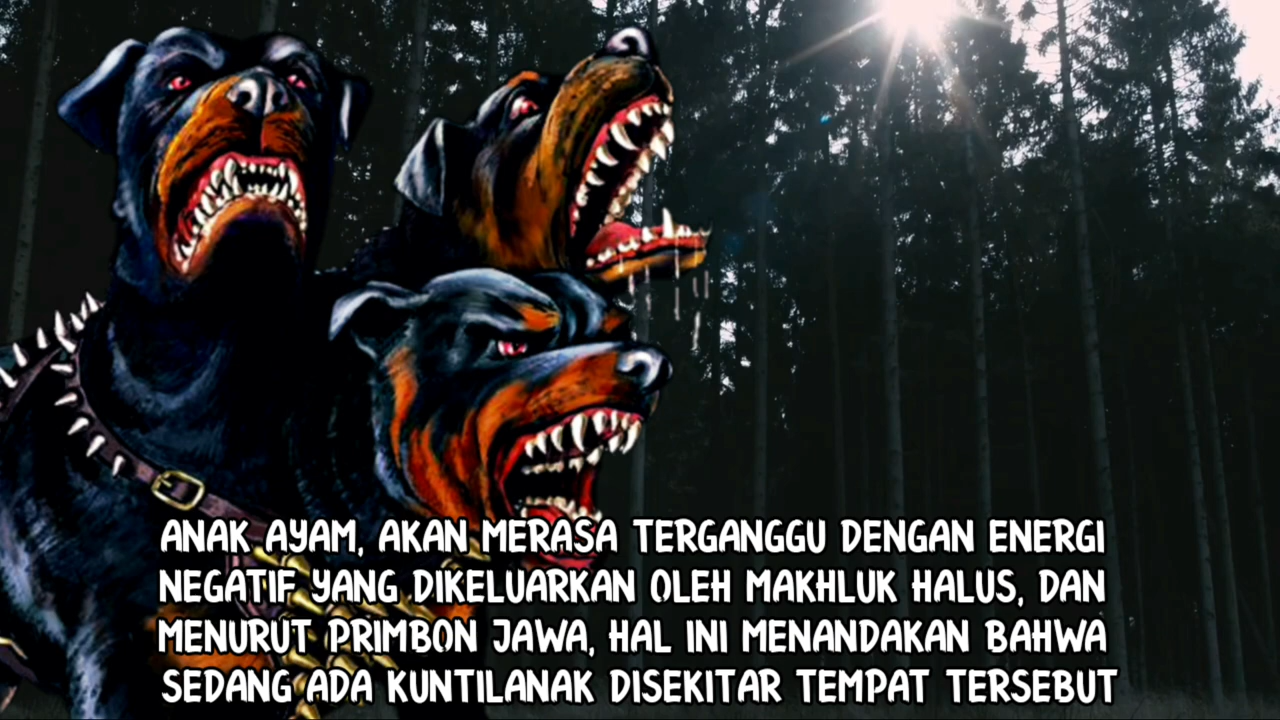 ANAK AYAM, AKAN MERASA TERGANGGU DENGAN ENERGI
NEGATIF YANG DIKELUARKAN OLEH MAKHLUK HALUS, DAN
MENURUT PRIMBON JAWA, HAL INI MENANDAKAN BAHWA
SEDANG ADA KUNTILANAK DISEKITAR TEMPAT TERSEBUT